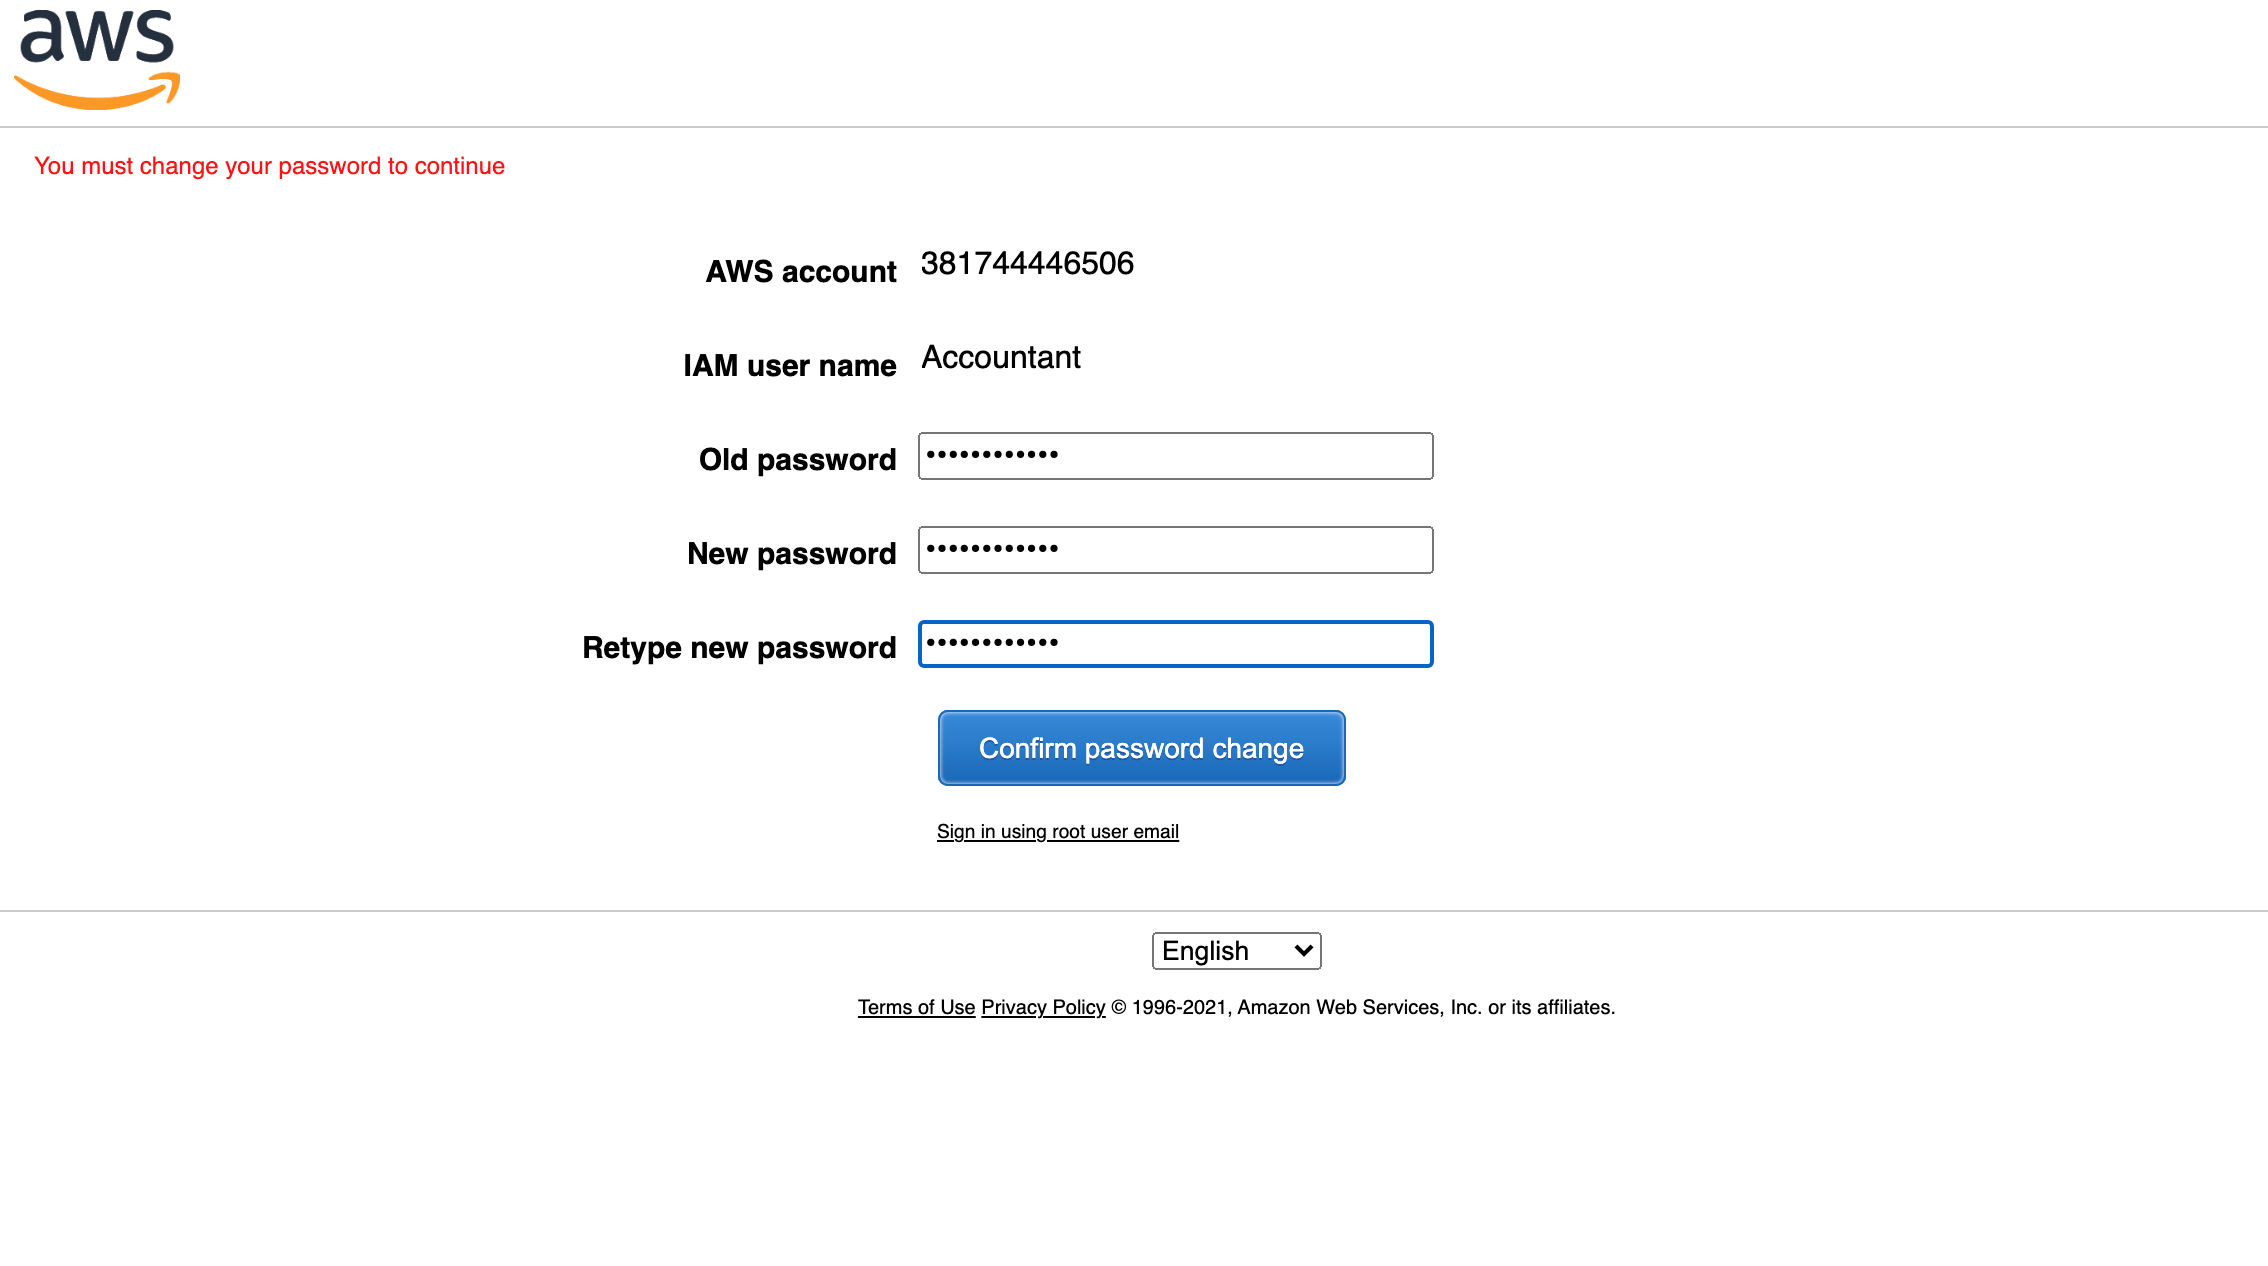 aws
You must change your password to continue
AWS account 381744446506
IAM user name Accountant
Old password ••••••••••••
New password ••••••••••••
Retype new password ••••••••••••
Confirm password change
Sign in using root user email
English
Terms of Use Privacy Policy © 1996-2021, Amazon Web Services, Inc. or its affiliates.